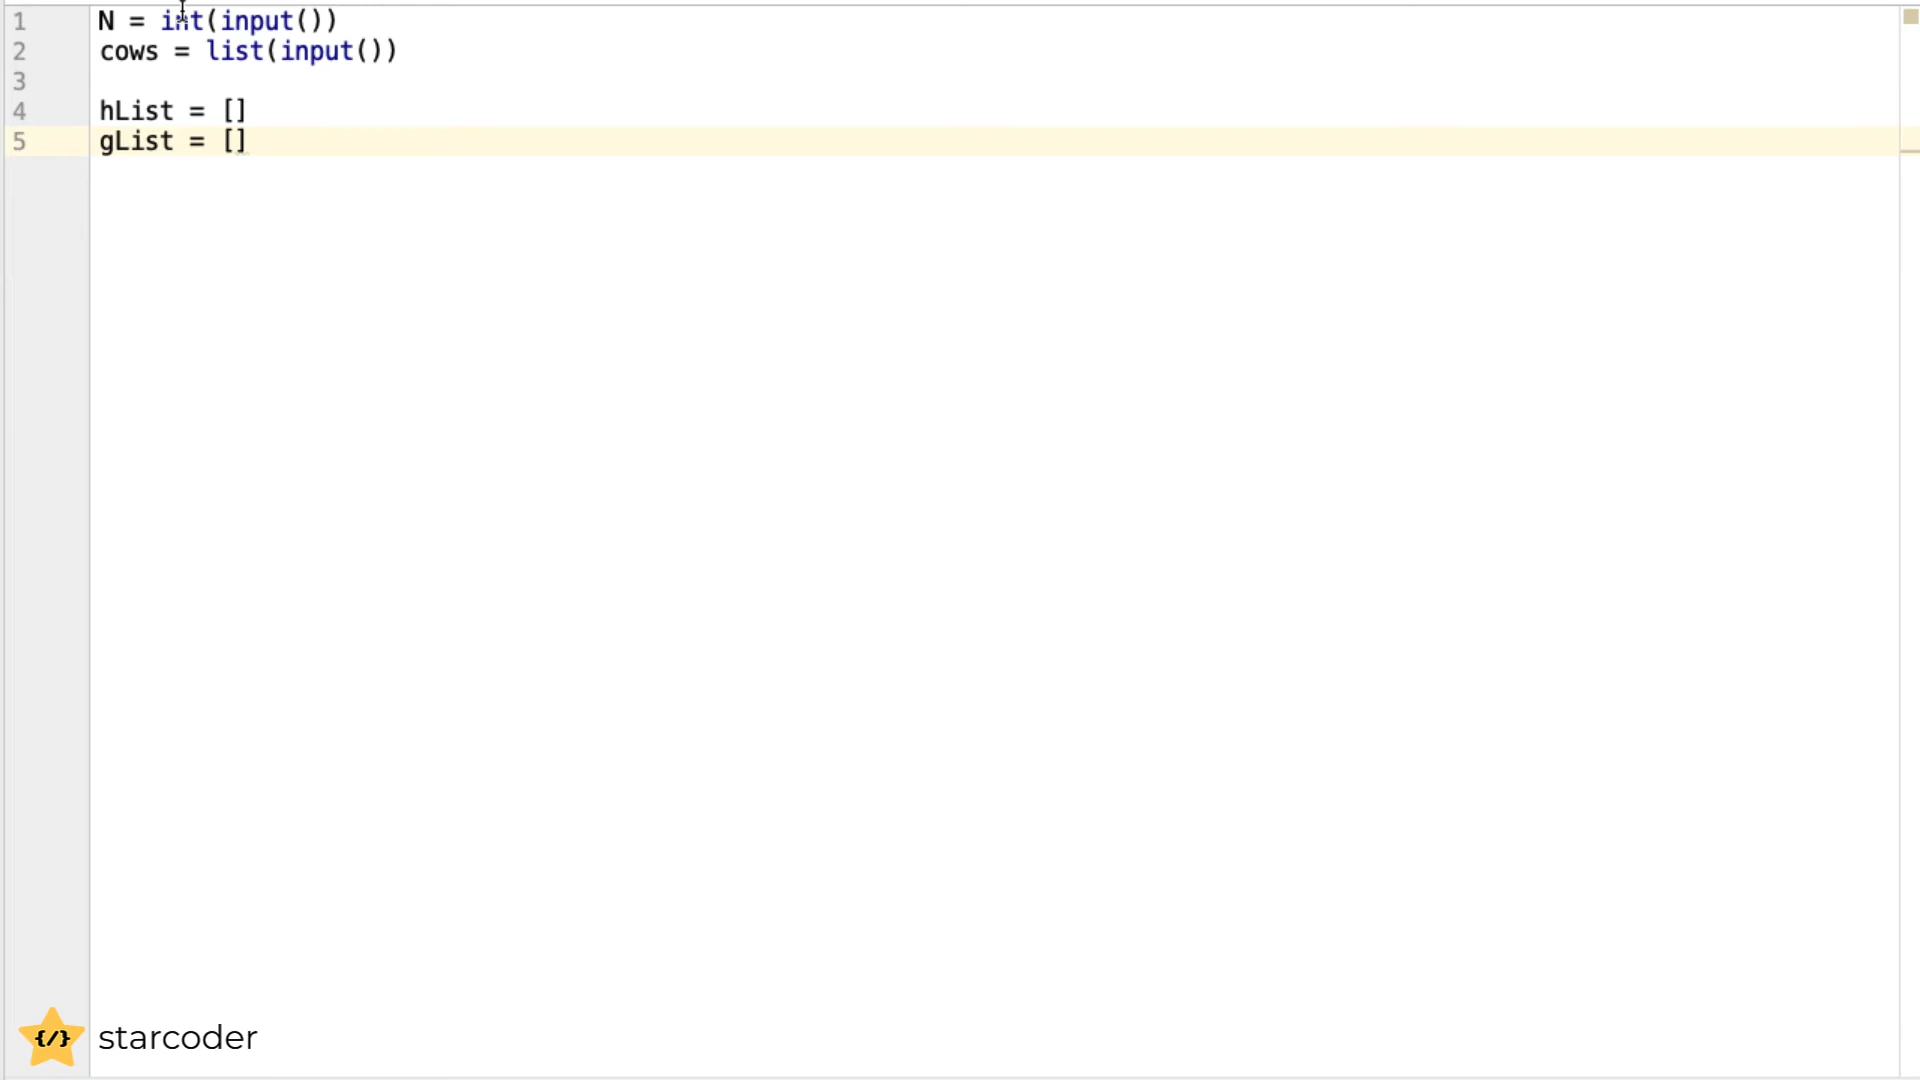 1 N = int(input())
2 cows = list(input())
3
4 hList = []
5 gList = []
{/} starcoder